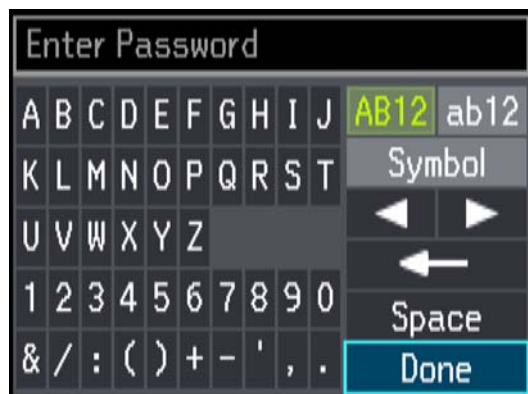 Enter Password
A B C D E F G H I J
AB12 ab12
K L M N O P Q R S T
Symbol
U V W X Y Z
1 2 3 4 5 6 7 8 9 0
Space
& / : ( ) + - ' , .
Done